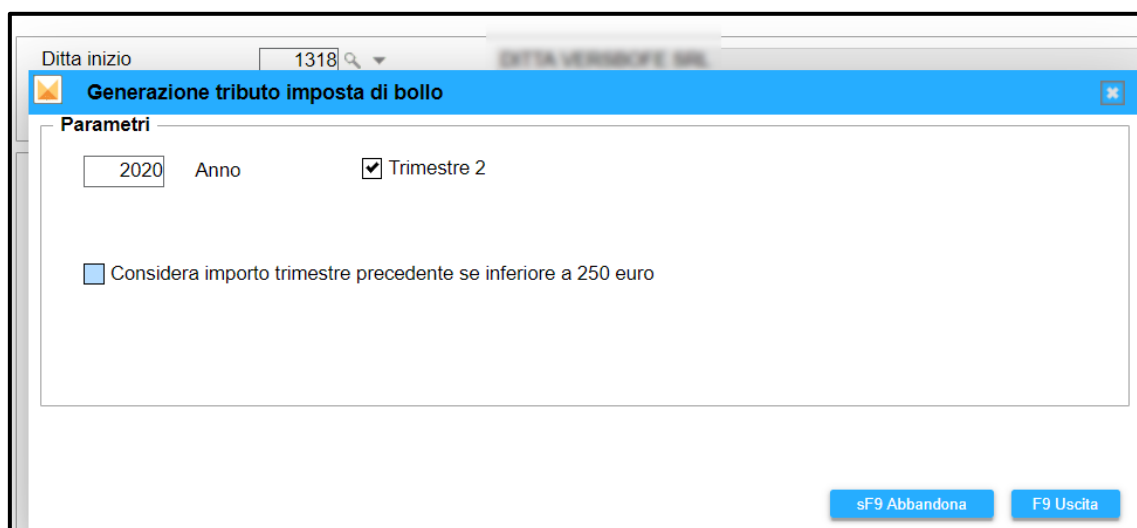 Ditta inizio 1318
Generazione tributo imposta di bollo
Parametri
2020 Anno Trimestre 2
Considera importo trimestre precedente se inferiore a 250 euro
sF9 Abbandona F9 Uscita